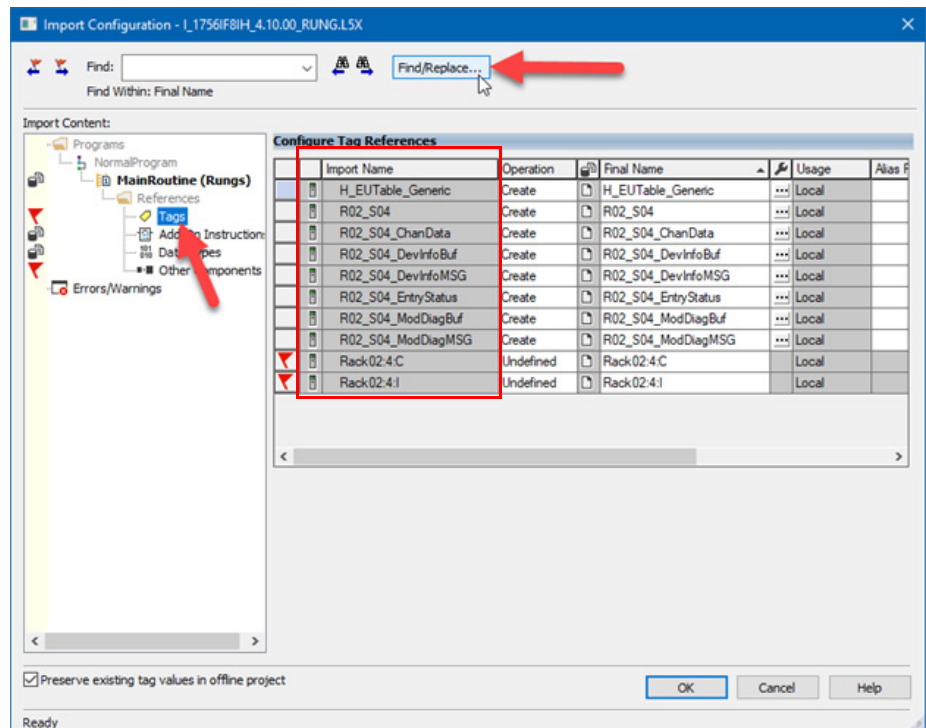 Import Configuration - I_1756IF8IH_4.10.00_RUNG.L5X
Find:
Find/Replace...
Find Within: Final Name
Import Content:
Programs
NormalProgram
MainRoutine (Rungs)
References
Tags
Add-On Instructions
Data Types
Other Components
Errors/Warnings
Configure Tag References
Import Name Operation Final Name Usage Alias F
H_EUTable_Generic Create H_EUTable_Generic Local
R02_S04 Create R02_S04 Local
R02_S04_ChanData Create R02_S04_ChanData Local
R02_S04_DevInfoBuf Create R02_S04_DevInfoBuf Local
R02_S04_DevInfoMSG Create R02_S04_DevInfoMSG Local
R02_S04_EntryStatus Create R02_S04_EntryStatus Local
R02_S04_ModDiagBuf Create R02_S04_ModDiagBuf Local
R02_S04_ModDiagMSG Create R02_S04_ModDiagMSG Local
Rack02:4:C Undefined Rack02:4:C Local
Rack02:4:I Undefined Rack02:4:I Local
Preserve existing tag values in offline project
OK Cancel Help
Ready